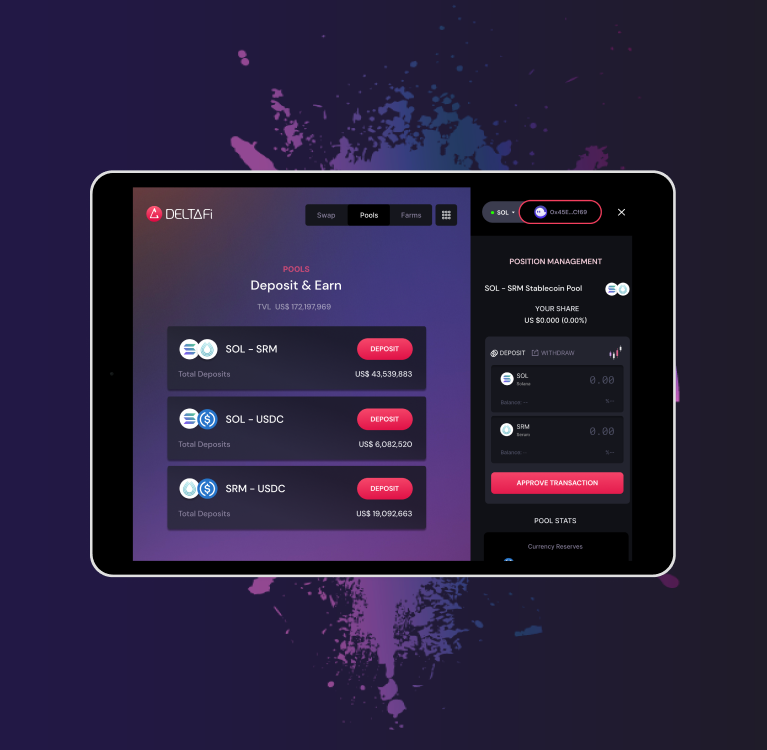 DELTAFi
Swap
Pools
Farms
POOLS
Deposit & Earn
TVL US$ 172,197,969
SOL - SRM
DEPOSIT
Total Deposits
US$ 43,539,883
SOL - USDC
DEPOSIT
Total Deposits
US$ 6,082,520
SRM - USDC
DEPOSIT
Total Deposits
US$ 19,092,663
SOL
0x45E...Cf69
POSITION MANAGEMENT
SOL - SRM Stablecoin Pool
YOUR SHARE
US $0.000 (0.00%)
DEPOSIT
WITHDRAW
SOL
Solana
0.00
Balance: --
%--
SRM
Serum
0.00
Balance: --
%--
APPROVE TRANSACTION
POOL STATS
Currency Reserves